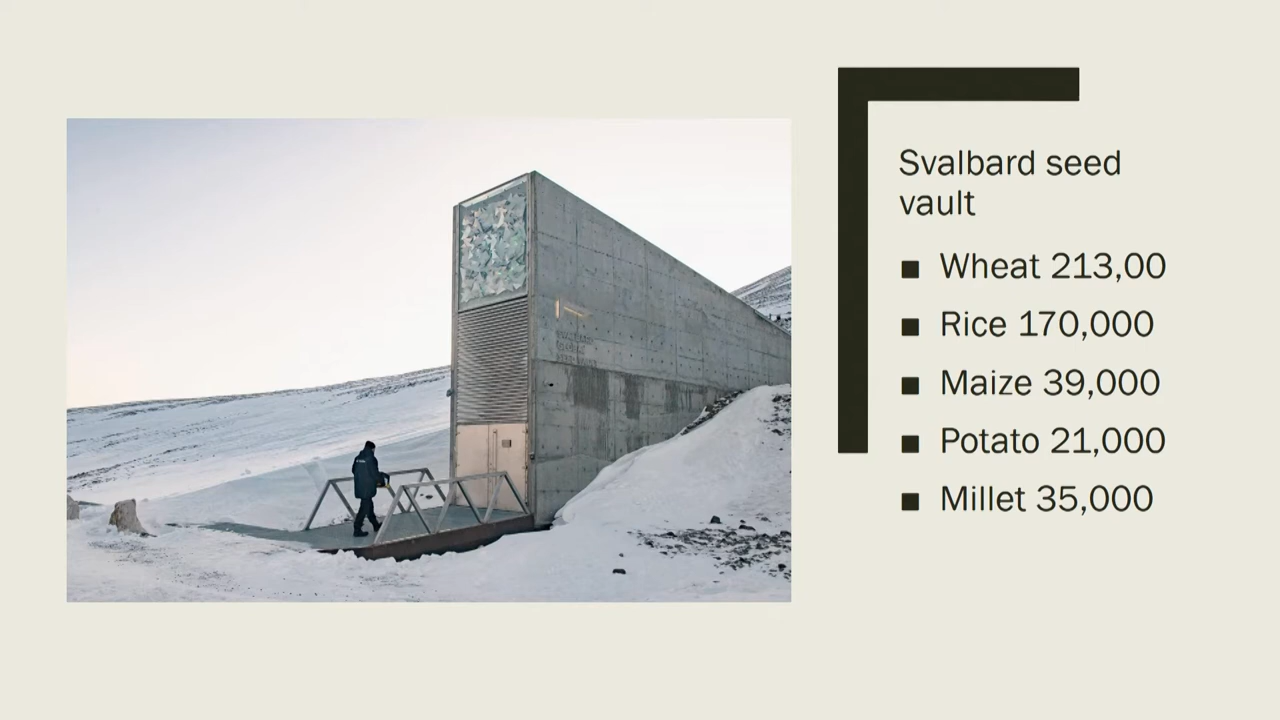 Svalbard seed
vault
Wheat 213,00
Rice 170,000
Maize 39,000
Potato 21,000
Millet 35,000